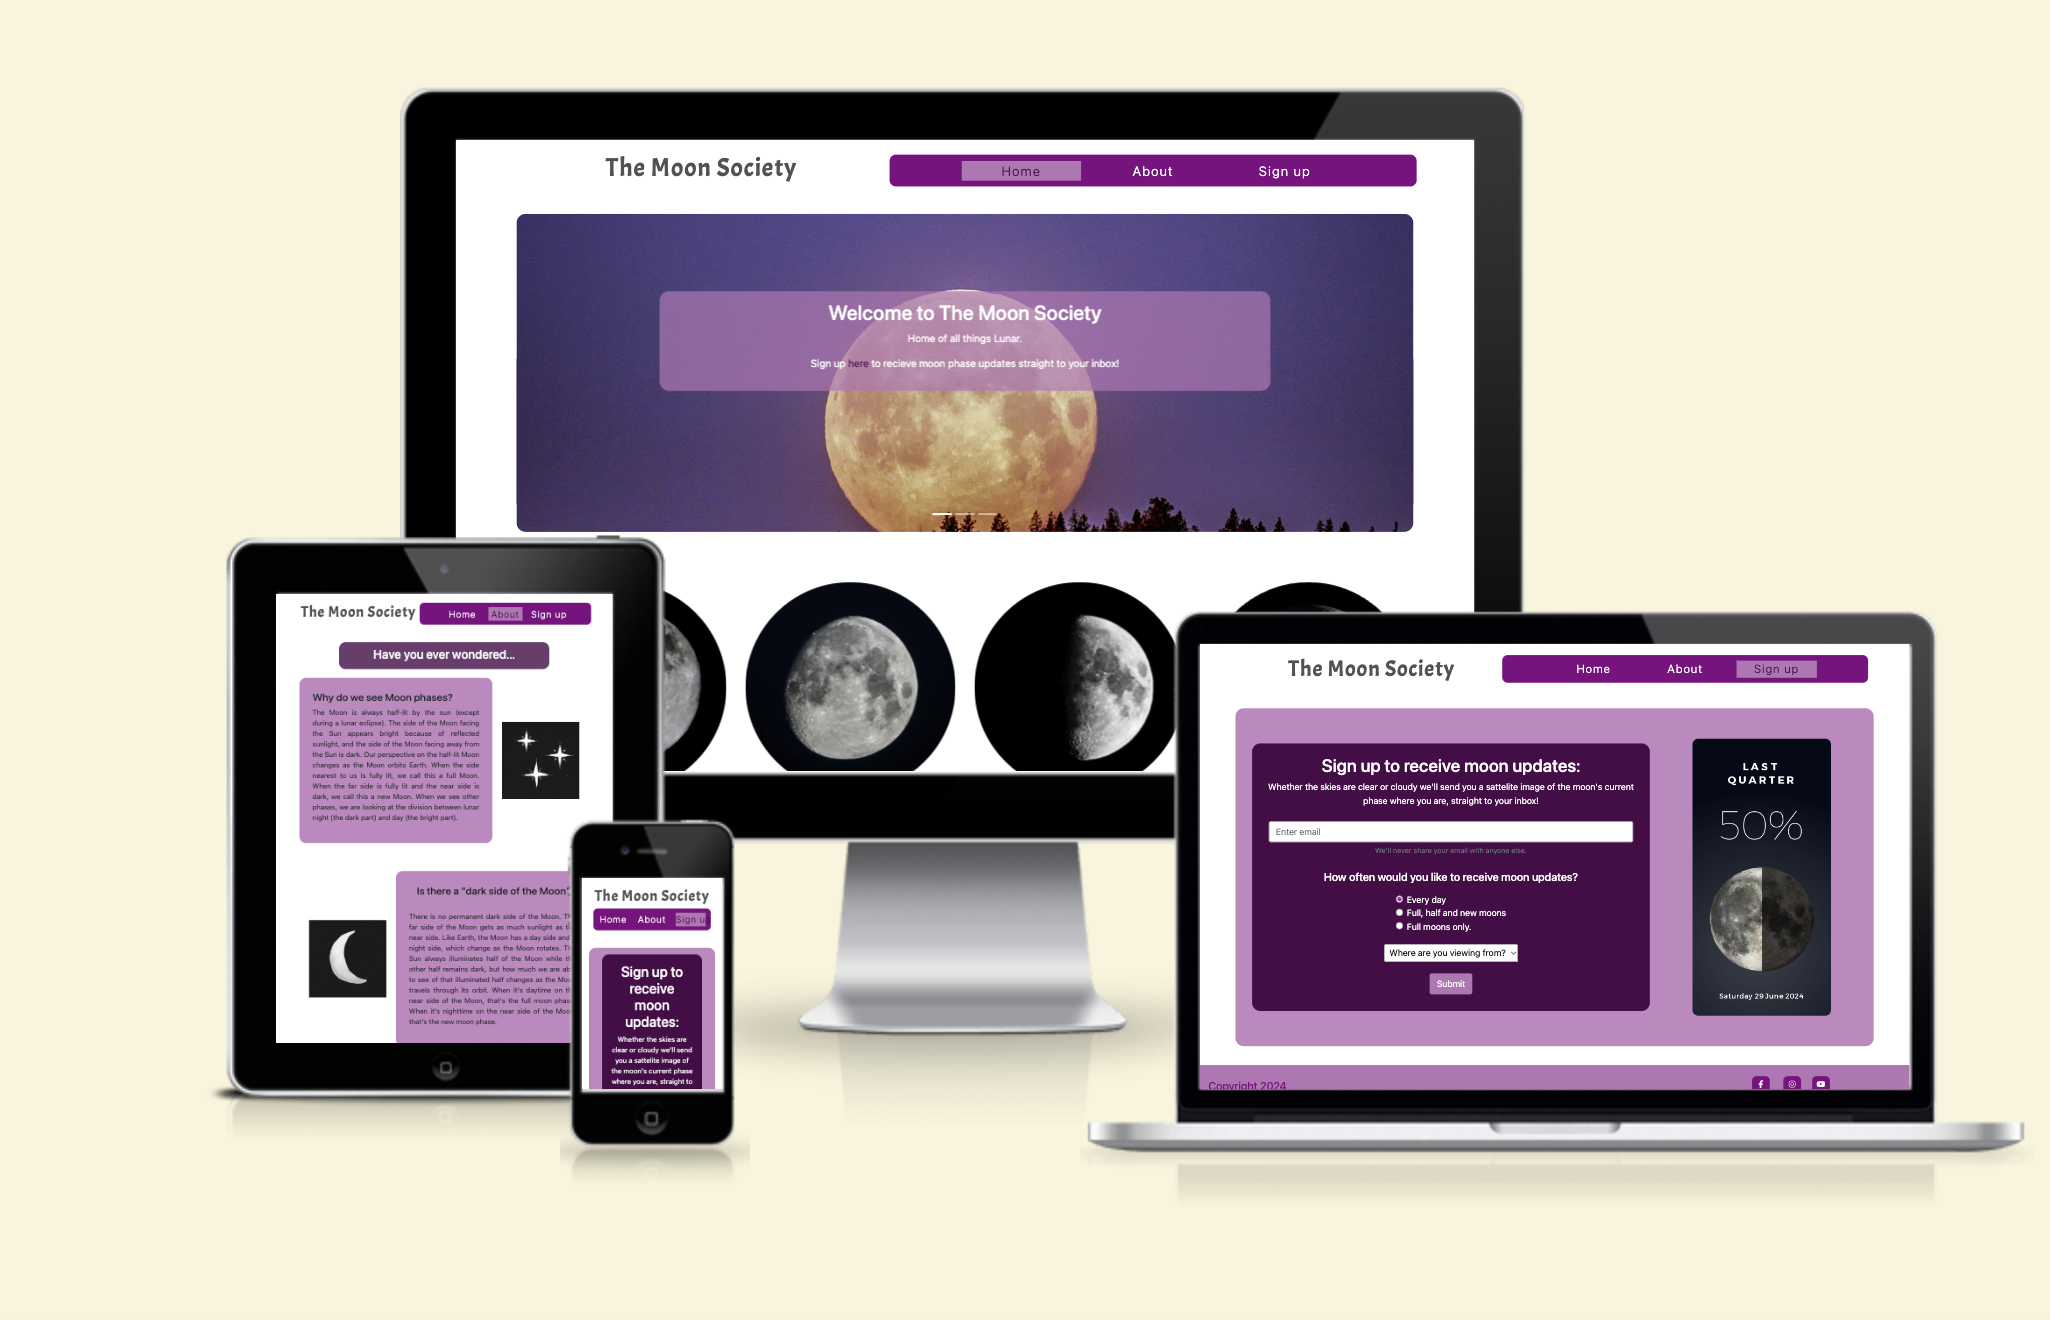 The Moon Society
Home About Sign up
Welcome to The Moon Society
Home of all things Lunar.
Sign up here to recieve moon phase updates straight to your inbox!
The Moon Society
Home About Sign up
Have you ever wondered...
Why do we see Moon phases?
The Moon is always half-lit by the sun (except
during a lunar eclipse). The side of the Moon facing
the Sun appears bright because of reflected
sunlight, and the side of the Moon facing away from
the Sun is dark. Our perspective on the half-lit Moon
changes as the Moon orbits Earth. When the side
nearest to us is fully lit, we call this a full Moon.
When the far side is fully lit and the near side is
dark, we call this a new Moon. When we see other
phases, we are looking at the division between lunar
night (the dark part) and day (the bright part).
Is there a "dark side of the Moon"
There is no permanent dark side of the Moon. T
far side of the Moon gets as much sunlight as t
near side. Like Earth, the Moon has a day side and
night side, which change as the Moon rotates. T
Sun always illuminates half of the Moon while t
other half remains dark, but how much we are ab
to see of that illuminated half changes as the Moo
travels through its orbit. When it's daytime on t
near side of the Moon, that's the full moon phas
When it's nighttime on the near side of the Moo
that's the new moon phase.
The Moon Society
Home About Sign u
Sign up to
receive
moon
updates:
Whether the skies are
clear or cloudy we'll send
you a sattelite image of
the moon's current phase
where you are, straight to
The Moon Society
Home About Sign up
Sign up to receive moon updates:
Whether the skies are clear or cloudy we'll send you a sattelite image of the moon's current
phase where you are, straight to your inbox!
Enter email
We'll never share your email with anyone else.
How often would you like to receive moon updates?
Every day
Full, half and new moons
Full moons only.
Where are you viewing from?
Submit
LAST
QUARTER
50%
Saturday 29 June 2024
Copyright 2024